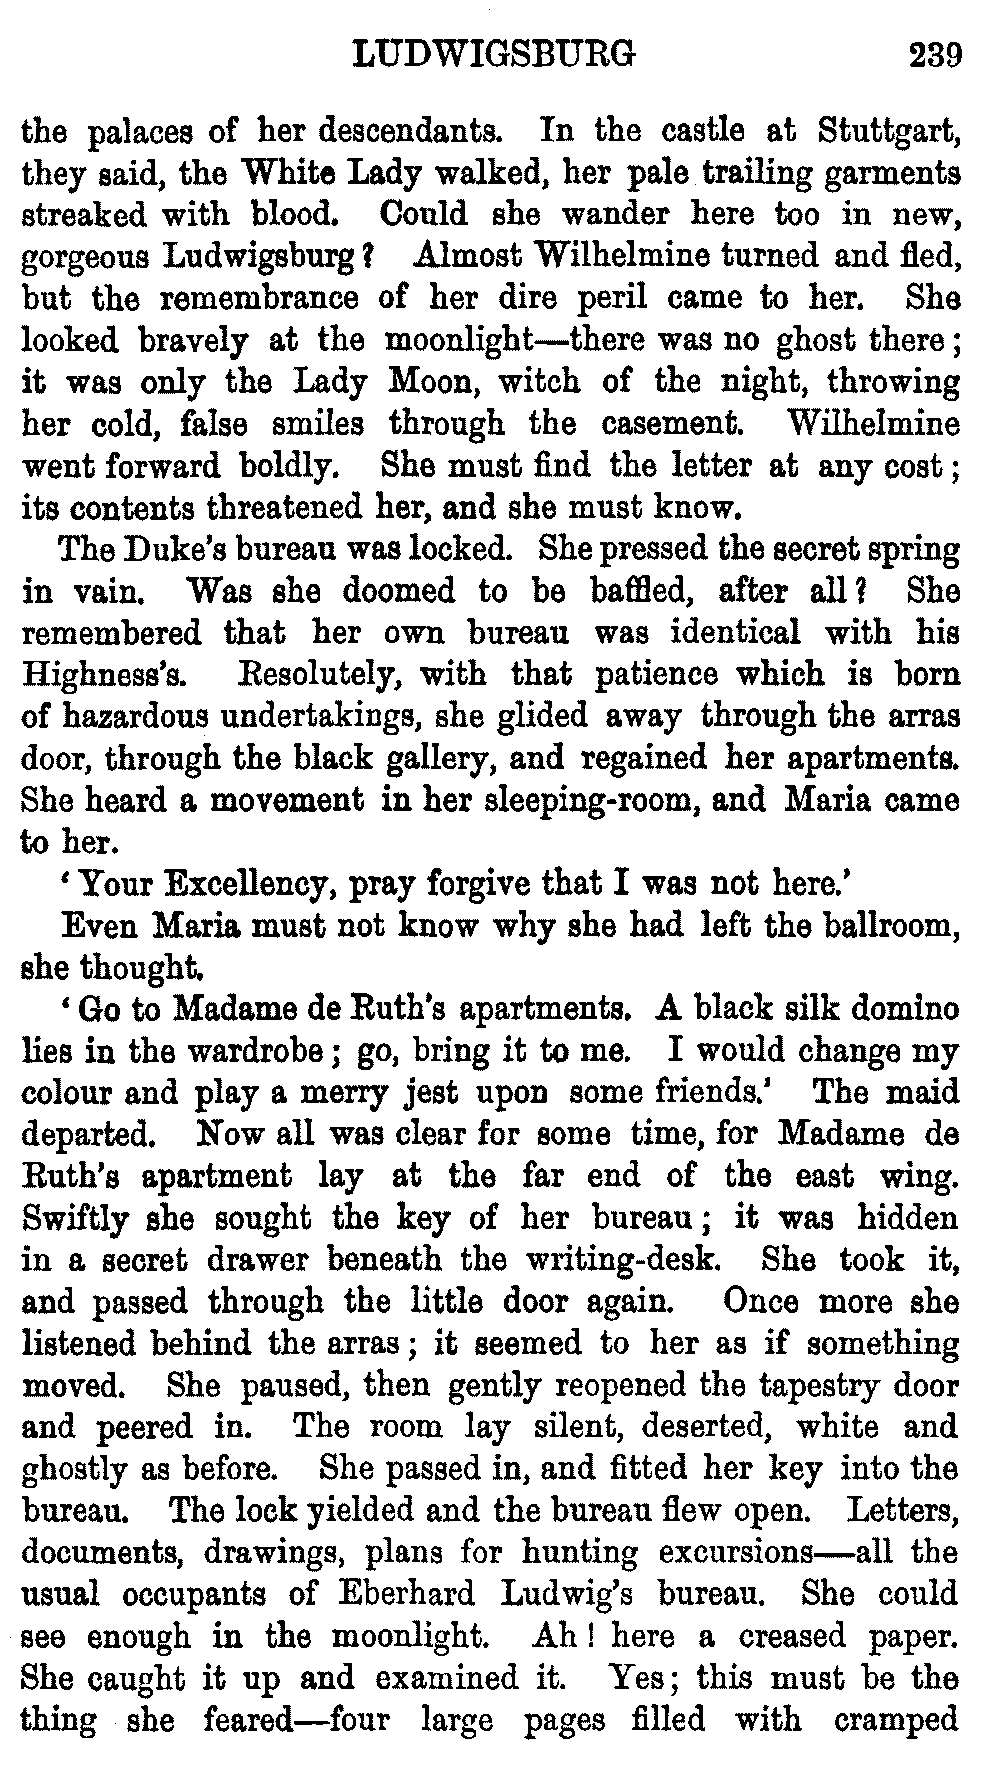 LUDWIGSBURG 239
the palaces of her descendants. In the castle at Stuttgart,
they said, the White Lady walked, her pale trailing garments
streaked with blood. Could she wander here too in new,
gorgeous Ludwigsburg? Almost Wilhelmine turned and fled,
but the remembrance of her dire peril came to her. She
looked bravely at the moonlight—there was no ghost there;
it was only the Lady Moon, witch of the night, throwing
her cold, false smiles through the casement. Wilhelmine
went forward boldly. She must find the letter at any cost;
its contents threatened her, and she must know.
The Duke's bureau was locked. She pressed the secret spring
in vain. Was she doomed to be baffled, after all? She
remembered that her own bureau was identical with his
Highness's. Resolutely, with that patience which is born
of hazardous undertakings, she glided away through the arras
door, through the black gallery, and regained her apartments.
She heard a movement in her sleeping-room, and Maria came
to her.
'Your Excellency, pray forgive that I was not here.'
Even Maria must not know why she had left the ballroom,
she thought.
'Go to Madame de Ruth's apartments. A black silk domino
lies in the wardrobe; go, bring it to me. I would change my
colour and play a merry jest upon some friends.' The maid
departed. Now all was clear for some time, for Madame de
Ruth's apartment lay at the far end of the east wing.
Swiftly she sought the key of her bureau; it was hidden
in a secret drawer beneath the writing-desk. She took it,
and passed through the little door again. Once more she
listened behind the arras; it seemed to her as if something
moved. She paused, then gently reopened the tapestry door
and peered in. The room lay silent, deserted, white and
ghostly as before. She passed in, and fitted her key into the
bureau. The lock yielded and the bureau flew open. Letters,
documents, drawings, plans for hunting excursions—all the
usual occupants of Eberhard Ludwig's bureau. She could
see enough in the moonlight. Ah! here a creased paper.
She caught it up and examined it. Yes; this must be the
thing she feared—four large pages filled with cramped